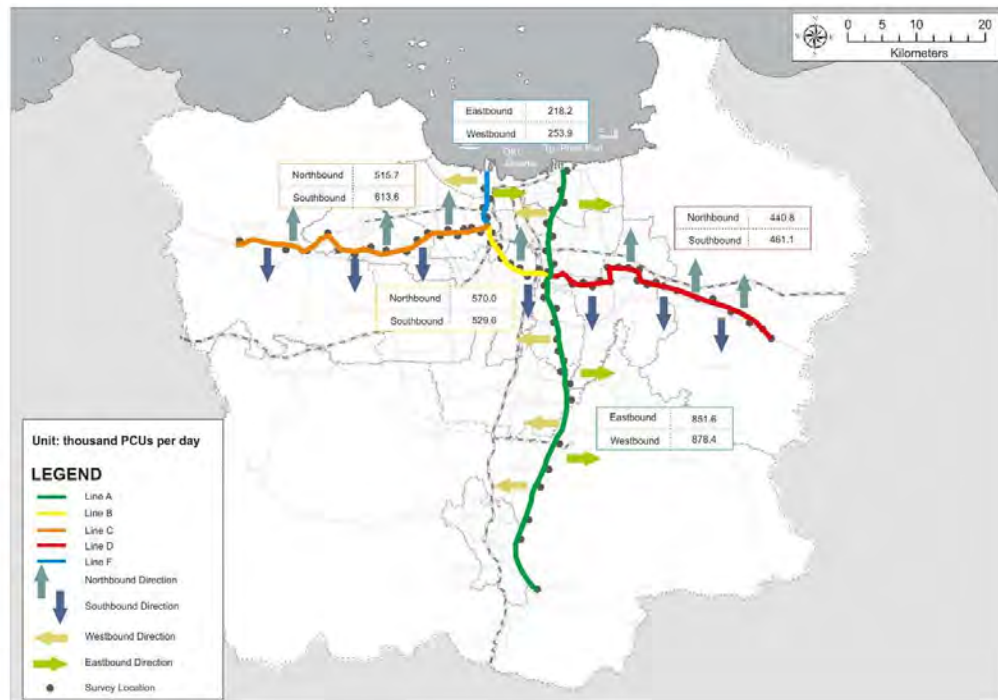 0 5 10 20
Kilometers
Eastbound 218.2
Westbound 253.9
Northbound 515.7
Southbound 613.6
Northbound 440.8
Southbound 461.1
Northbound 570.0
Southbound 529.6
Eastbound 851.6
Westbound 878.4
Unit: thousand PCUs per day
LEGEND
Line A
Line B
Line C
Line D
Line F
Northbound Direction
Southbound Direction
Westbound Direction
Eastbound Direction
Survey Location